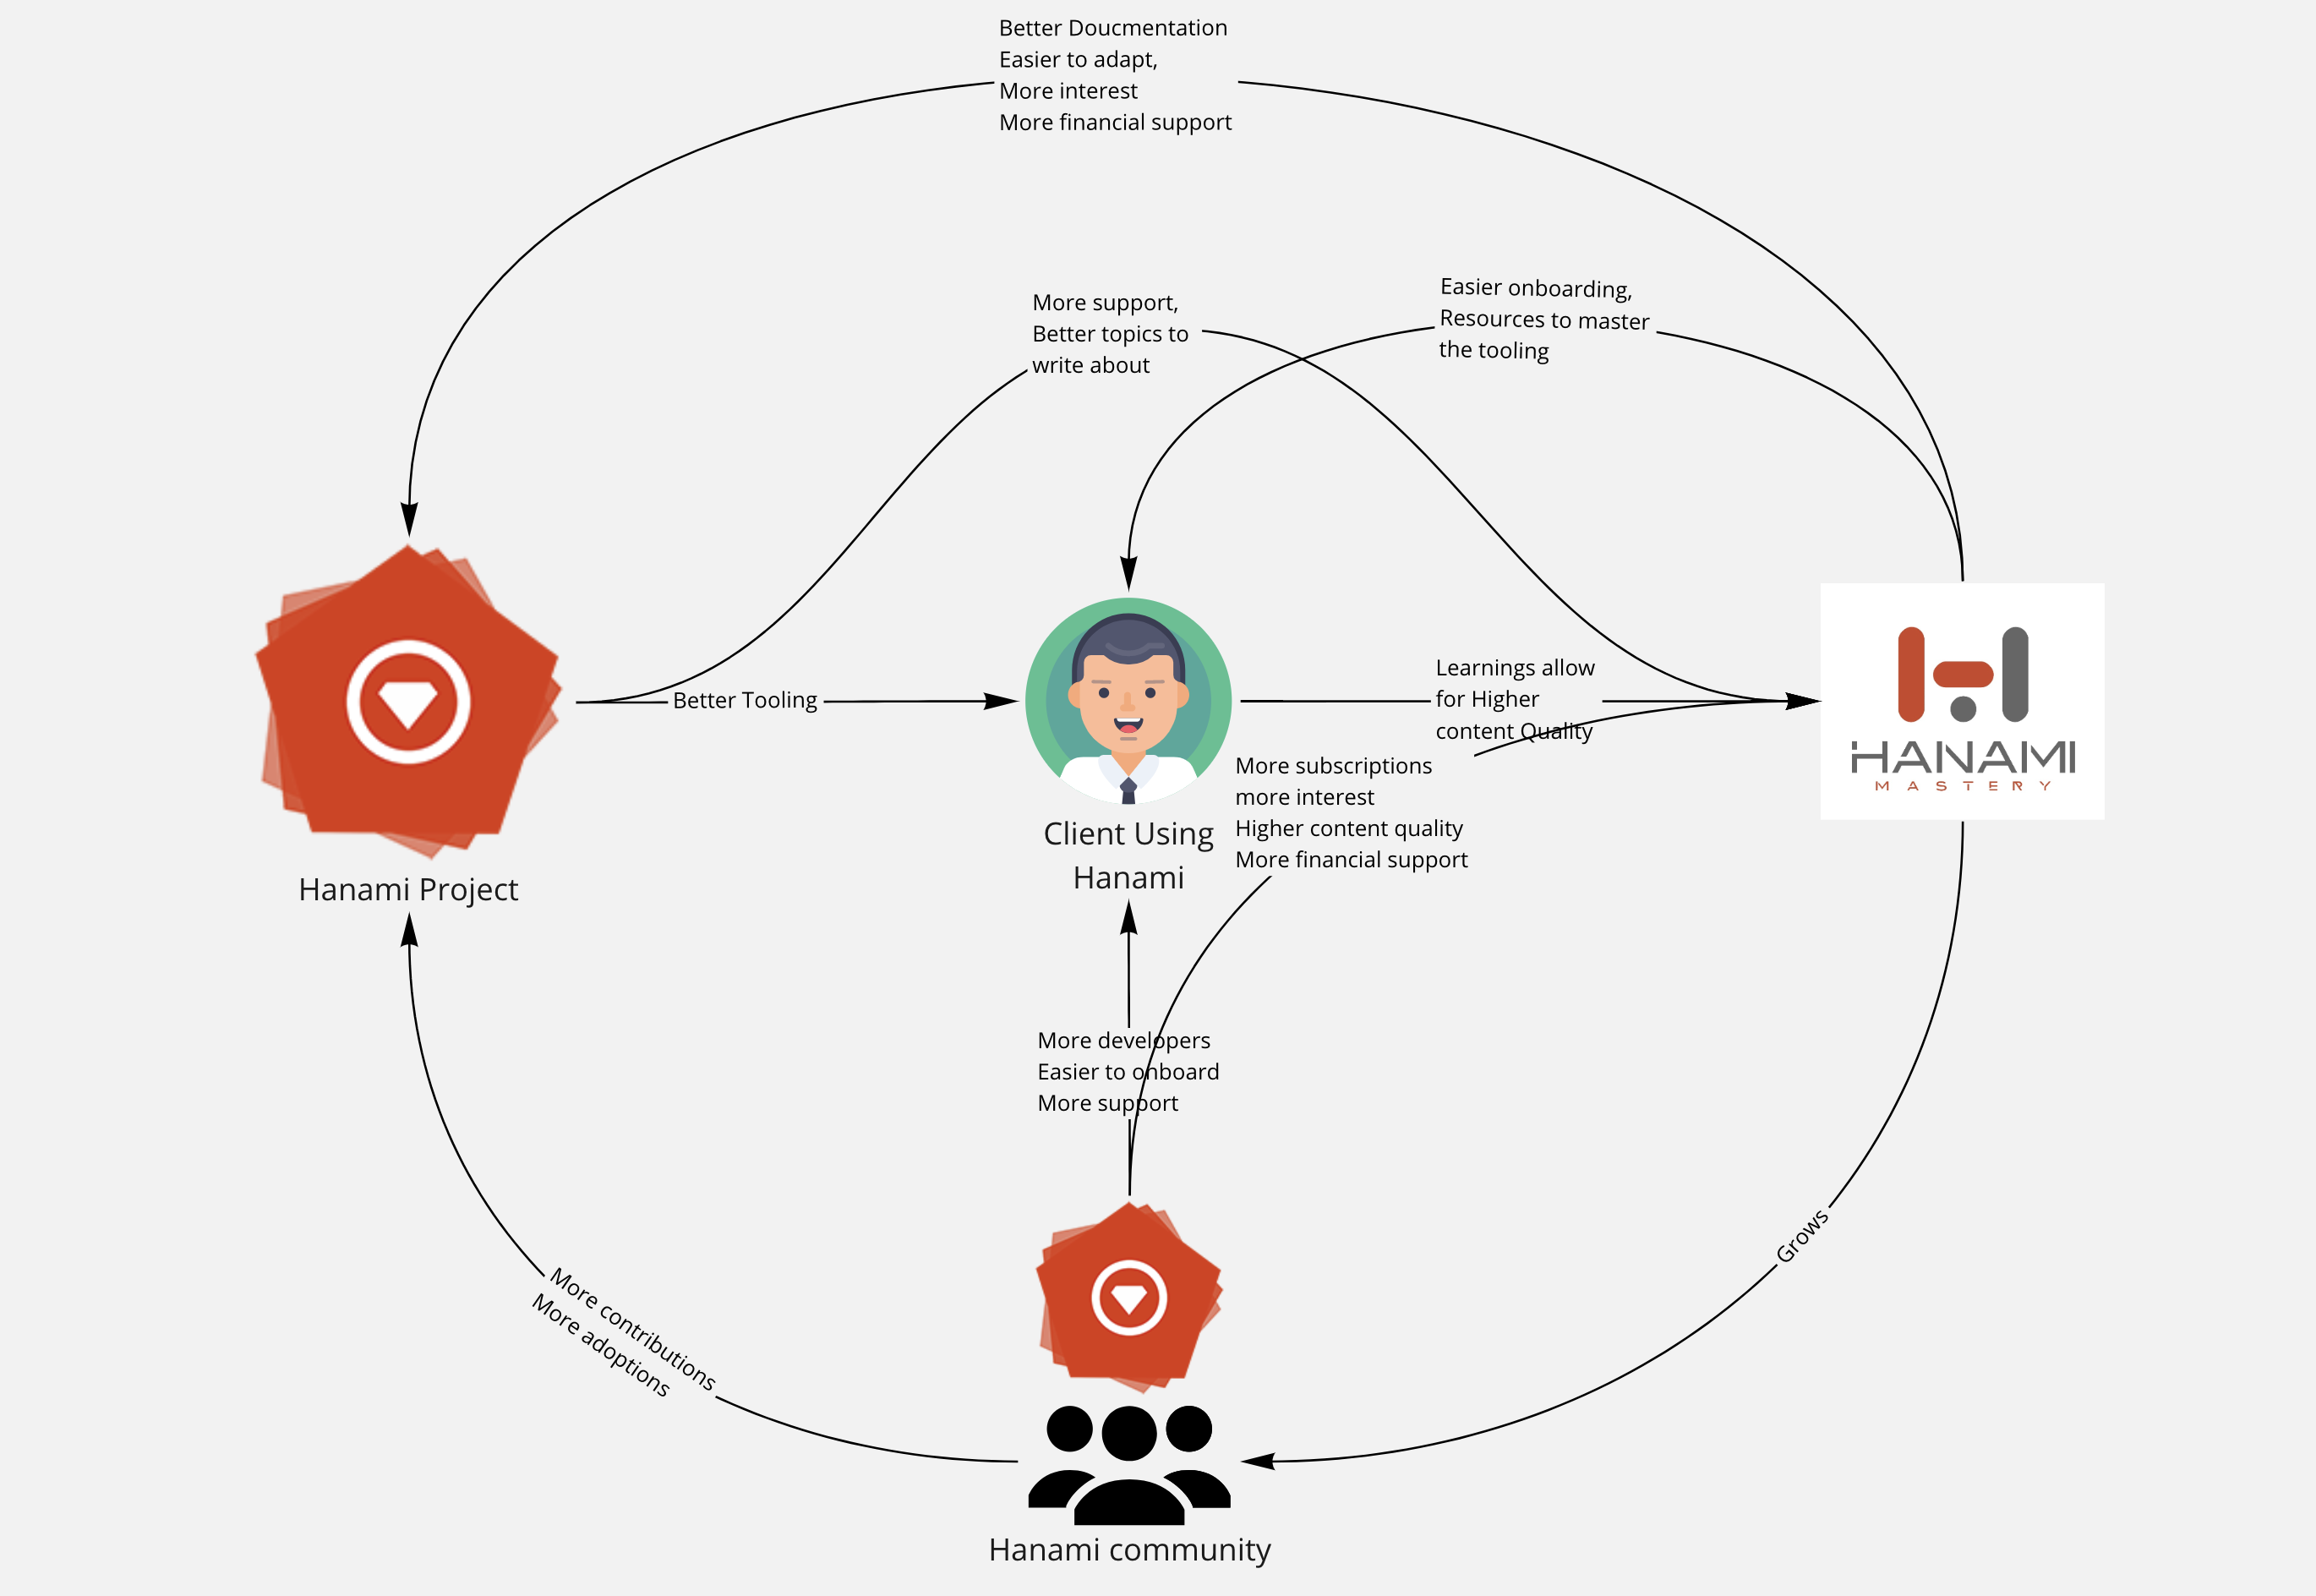 Better Doucmentation
Easier to adapt,
More interest
More financial support
More support,
Better topics to
write about
Easier onboarding,
Resources to master
the tooling
Better Tooling
Learnings allow
for Higher
content Quality
HANAMI
MASTERY
More subscriptions
more interest
Higher content quality
More financial support
Client Using
Hanami
Hanami Project
More developers
Easier to onboard
More support
Grows
More contributions
More adoptions
Hanami community